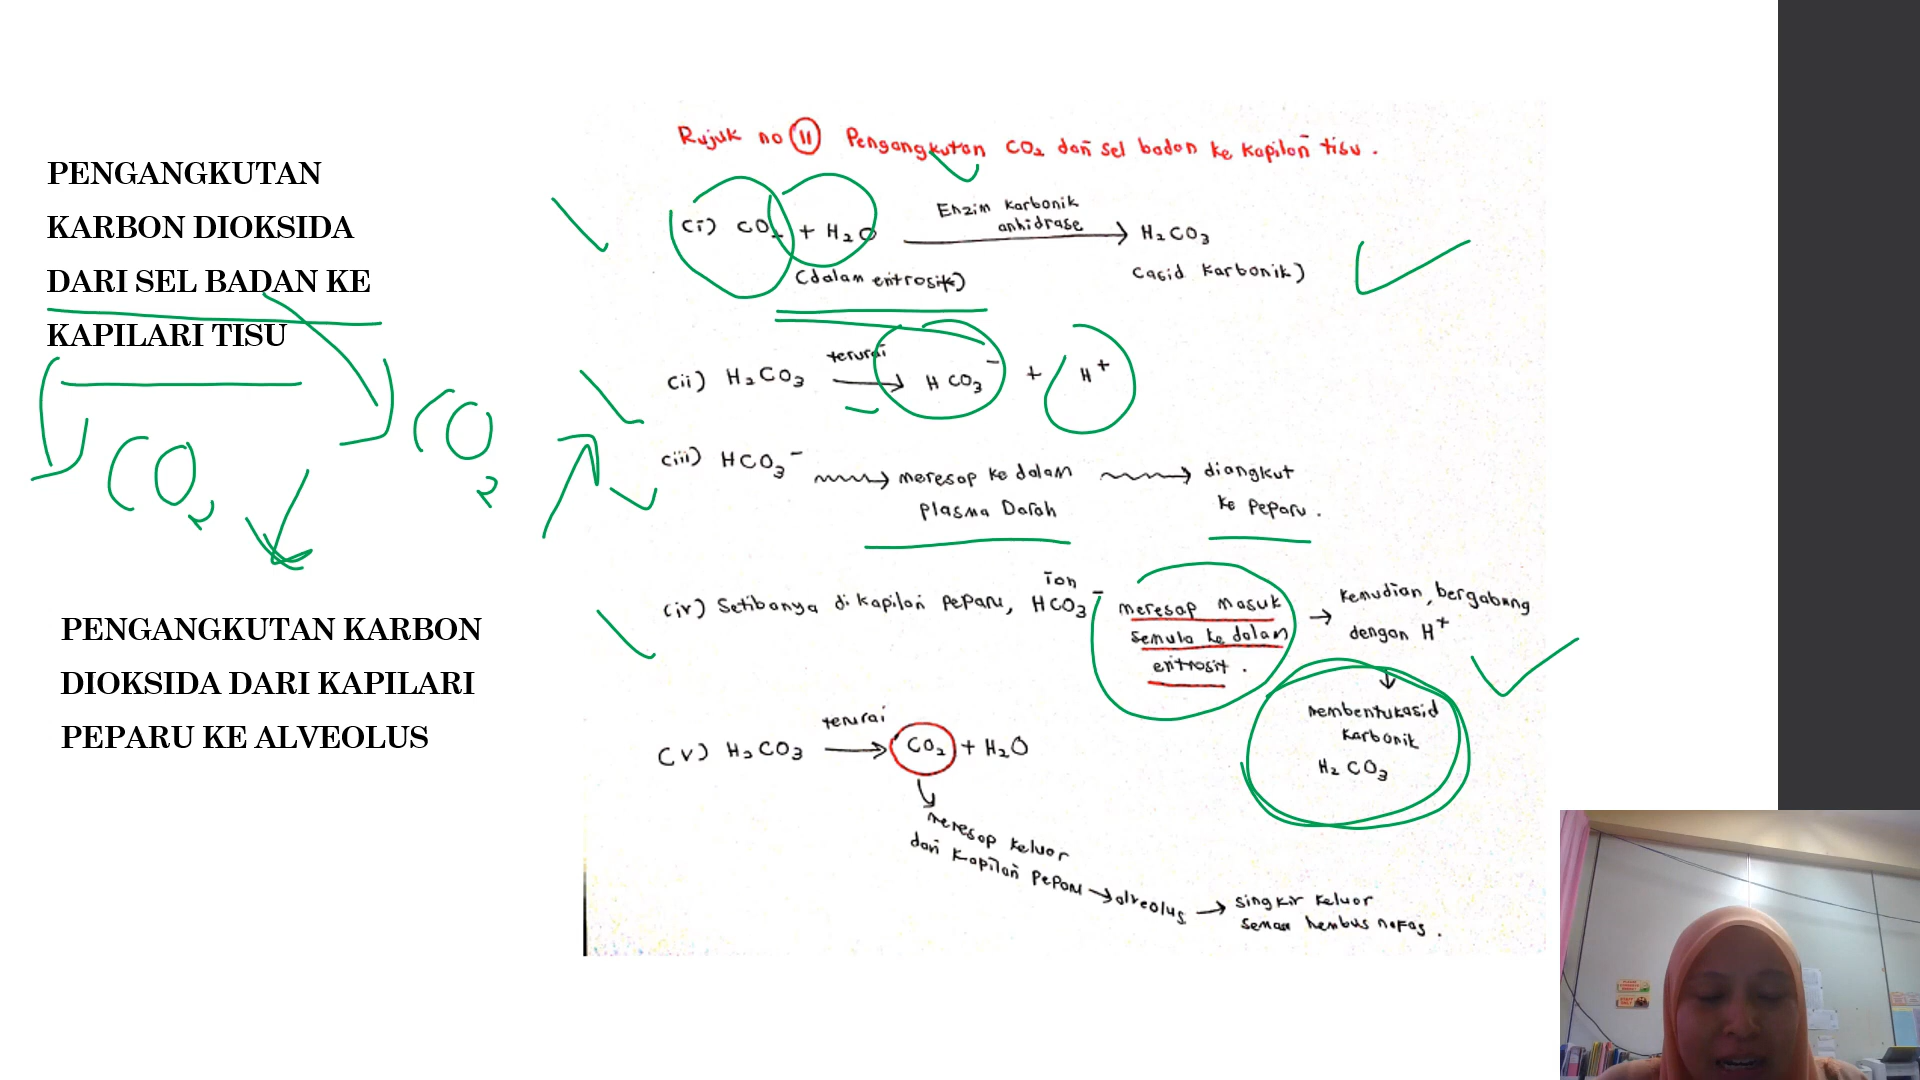 PENGANGKUTAN
KARBON DIOKSIDA
DARI SEL BADAN KE
KAPILARI TISU
CO2
CO2
PENGANGKUTAN KARBON
DIOKSIDA DARI KAPILARI
PEPARU KE ALVEOLUS
Rujuk no 11 Pengangkutan CO2 dari sel badan ke kapilari tisu.
(i) CO2 + H2O Enzim karbonik anhidrase → H2CO3
(dalam eritrosit) (asid karbonik)
(ii) H2CO3 terurai → HCO3⁻ + H⁺
(iii) HCO3⁻ → meresap ke dalam → diangkut
plasma Darah ke peparu.
(iv) Setibanya di kapilari peparu, ion HCO3⁻ meresap masuk → kemudian, bergabung
semula ke dalam dengan H⁺
eritrosit. ↓
membentuk asid
karbonik
H2CO3
(v) H2CO3 terurai → CO2 + H2O
↓
meresap keluar
dari kapilari peparu → alveolus → singkir keluar
semasa hembus nafas.